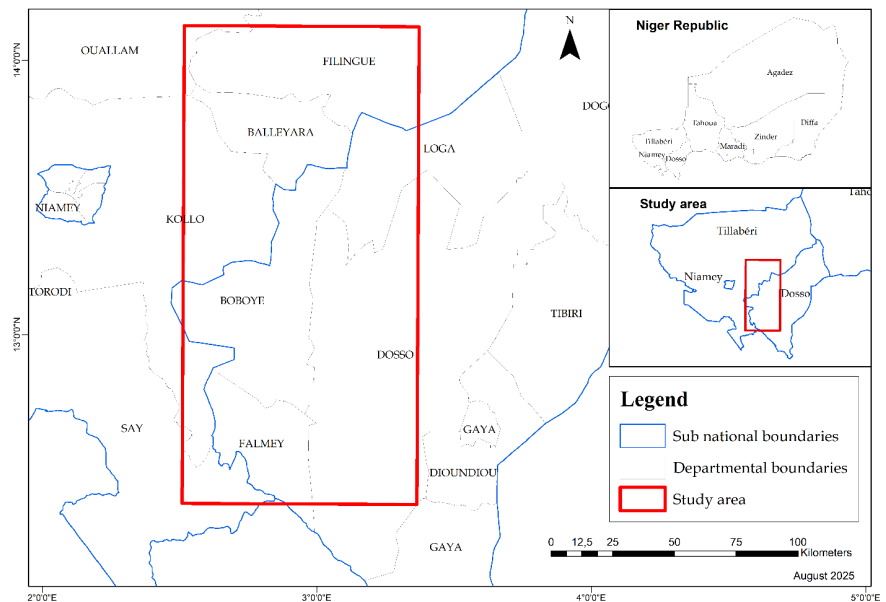 OUALLAM
FILINGUE
BALLEYARA
DOGO
LOGA
NIAMEY
KOLLO
TORODI
BOBOYE
TIBIRI
DOSSO
SAY
FALMEY
GAYA
DIOUNDIOU
GAYA
N
14°0'0"N
13°0'0"N
2°0'0"E
3°0'0"E
4°0'0"E
5°0'0"E
Niger Republic
Agadez
Tahoua
Diffa
Zinder
Maradi
Tillabéri
Niamey
Dosso
Study area
Taho
Tillabéri
Niamey
Dosso
Legend
Sub national boundaries
Departmental boundaries
Study area
0 12,5 25 50 75 100
Kilometers
August 2025